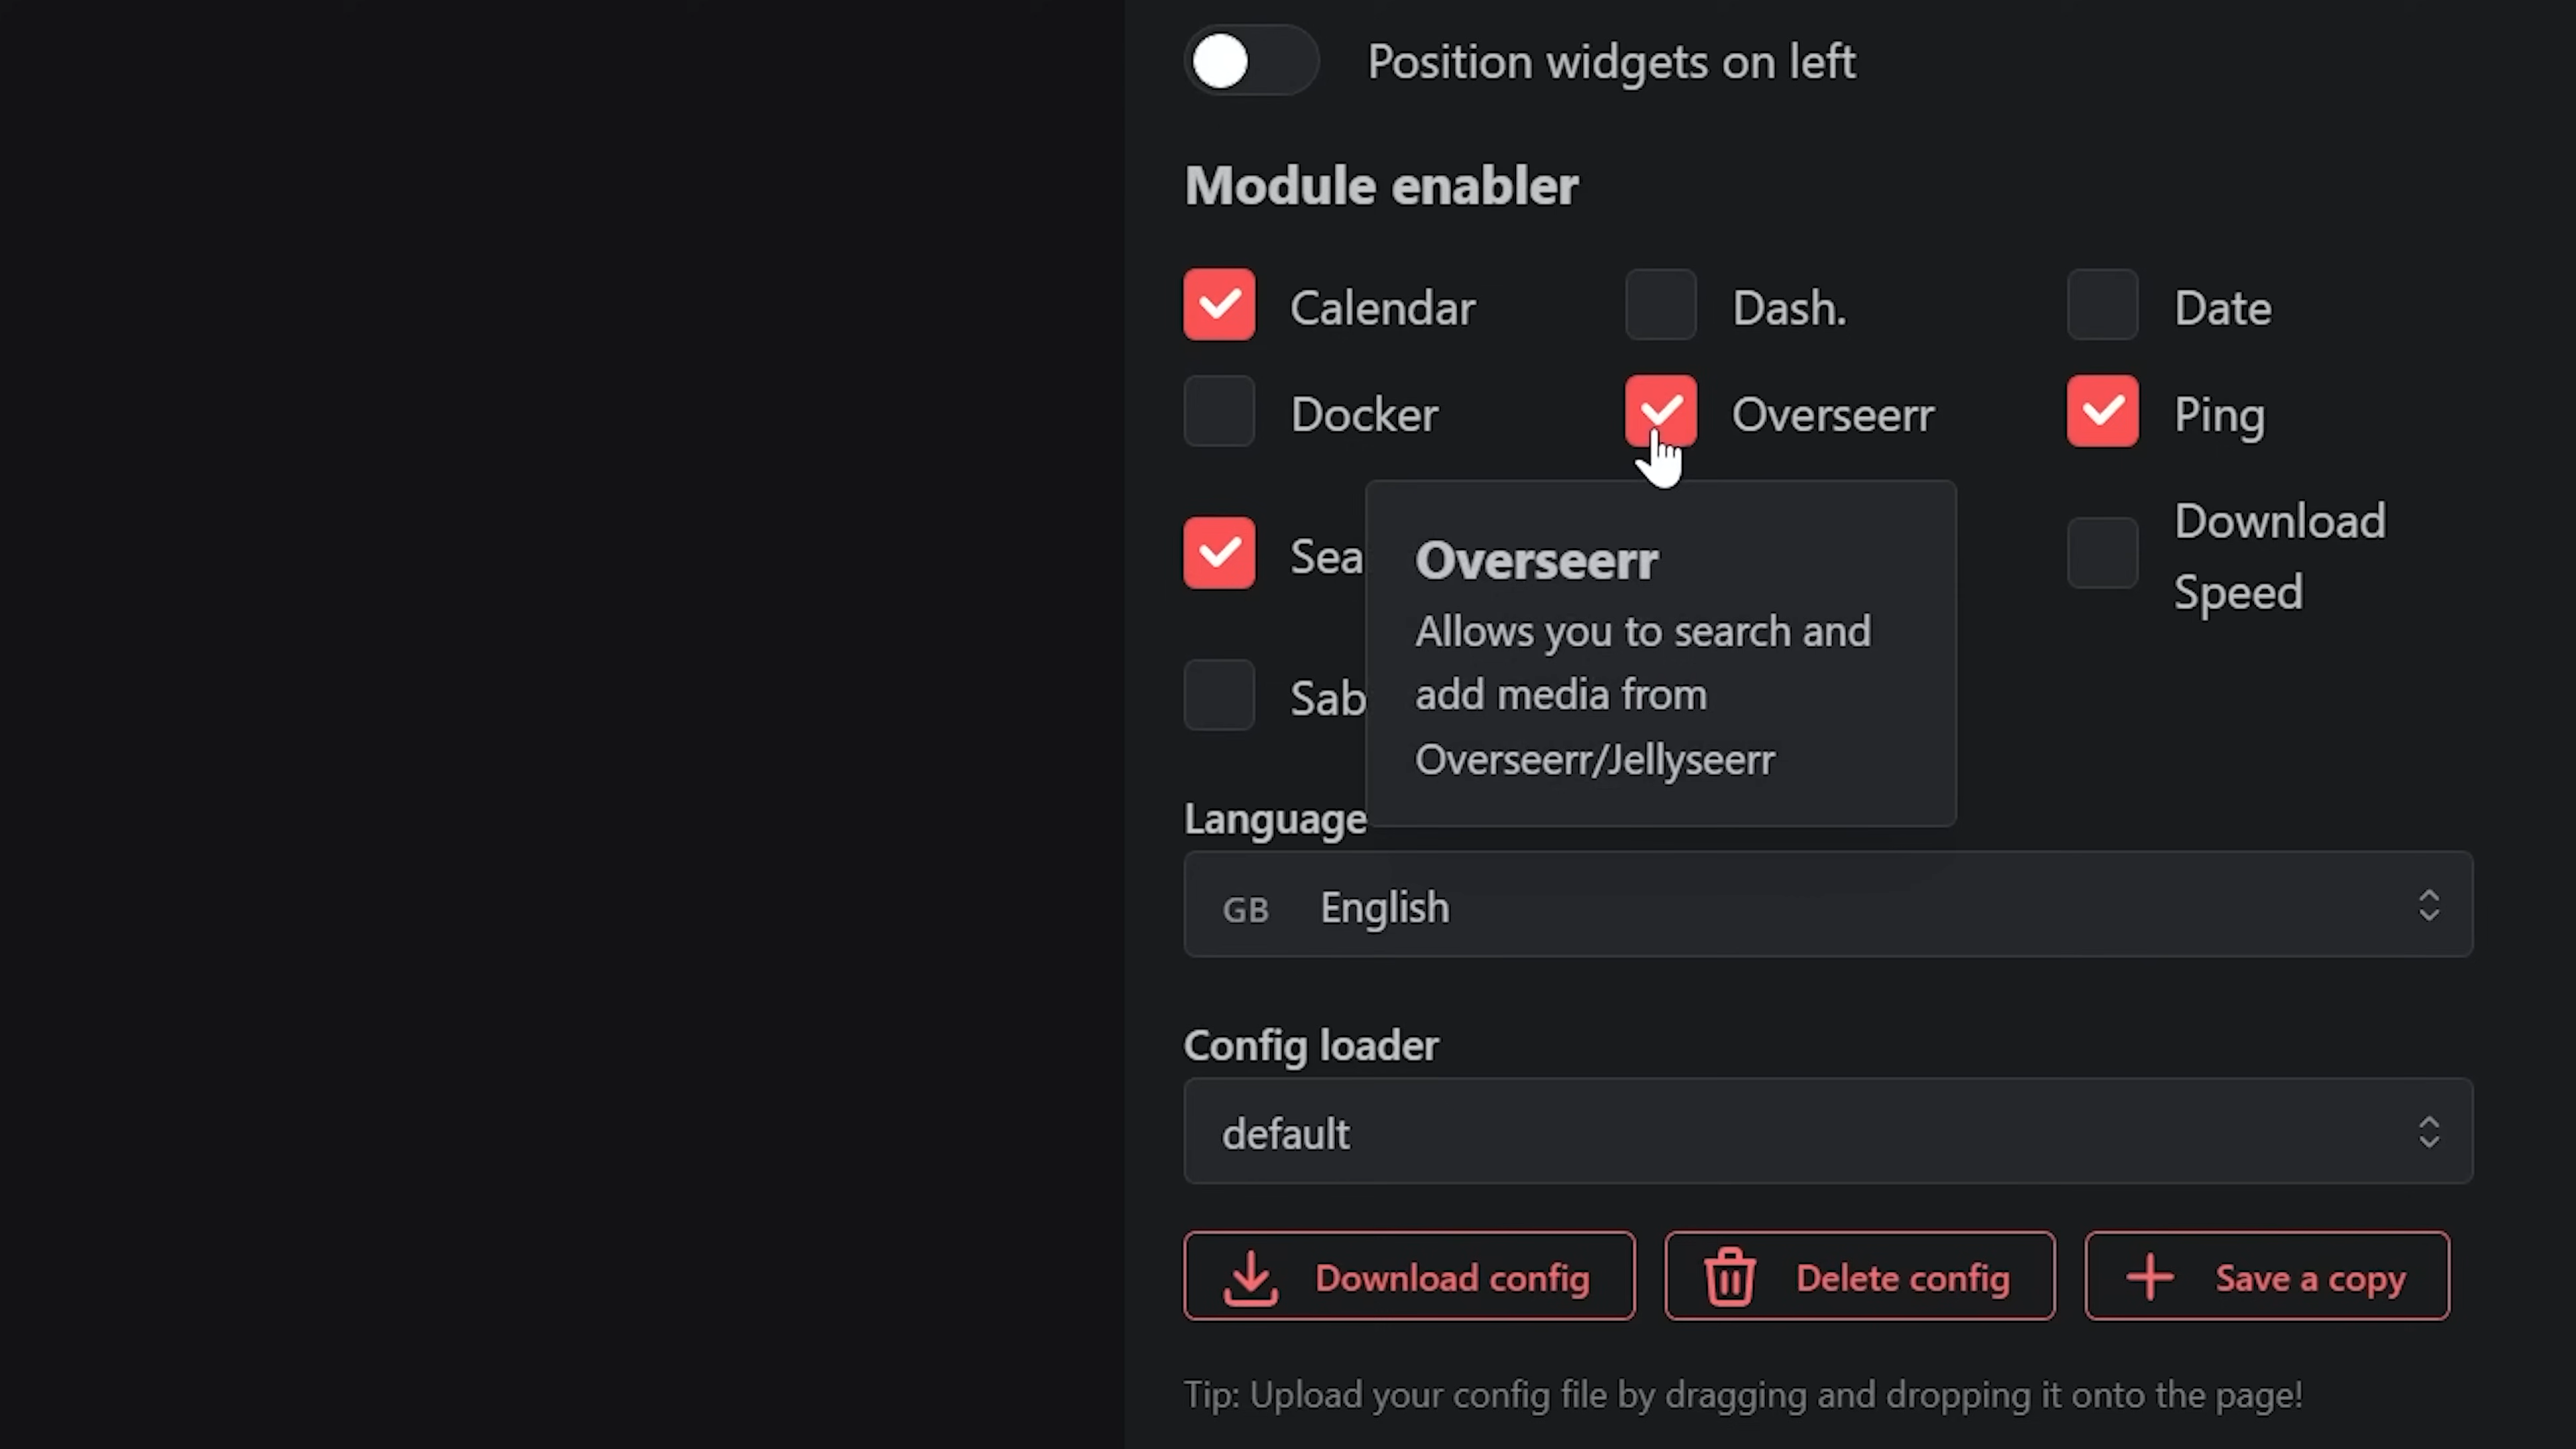 Position widgets on left
Module enabler
Calendar
Dash.
Date
Docker
Overseerr
Ping
Sea
Download
Speed
Overseerr
Allows you to search and
add media from
Overseerr/Jellyseerr
Sab
Language
GB English
Config loader
default
Download config
Delete config
Save a copy
Tip: Upload your config file by dragging and dropping it onto the page!